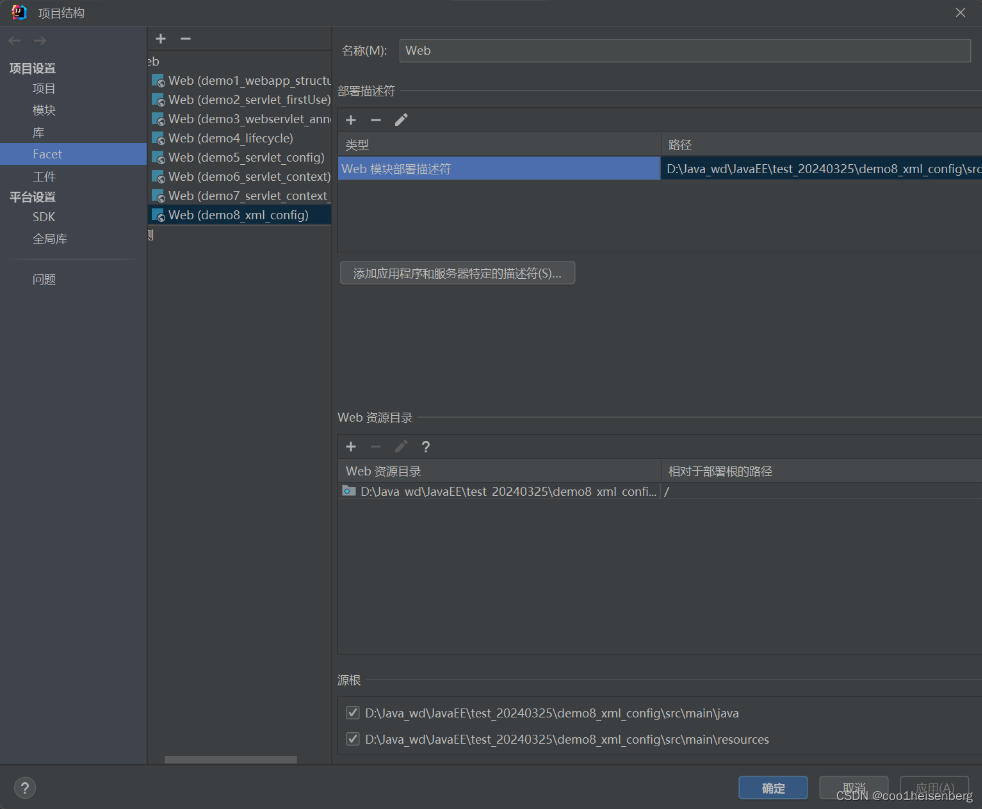 项目结构
项目设置
项目
模块
库
Facet
工件
平台设置
SDK
全局库
问题
eb
Web (demo1_webapp_structu
Web (demo2_servlet_firstUse)
Web (demo3_webservlet_anno
Web (demo4_lifecycle)
Web (demo5_servlet_config)
Web (demo6_servlet_context)
Web (demo7_servlet_context_
Web (demo8_xml_config)
名称(M): Web
部署描述符
类型 路径
Web 模块部署描述符 D:\Java_wd\JavaEE\test_20240325\demo8_xml_config\src
添加应用程序和服务器特定的描述符(S)...
Web 资源目录
?
Web 资源目录 相对于部署根的路径
D:\Java_wd\JavaEE\test_20240325\demo8_xml_confi... /
源根
D:\Java_wd\JavaEE\test_20240325\demo8_xml_config\src\main\java
D:\Java_wd\JavaEE\test_20240325\demo8_xml_config\src\main\resources
? 确定 取消 应用(A)
CSDN @coo1heisenberg